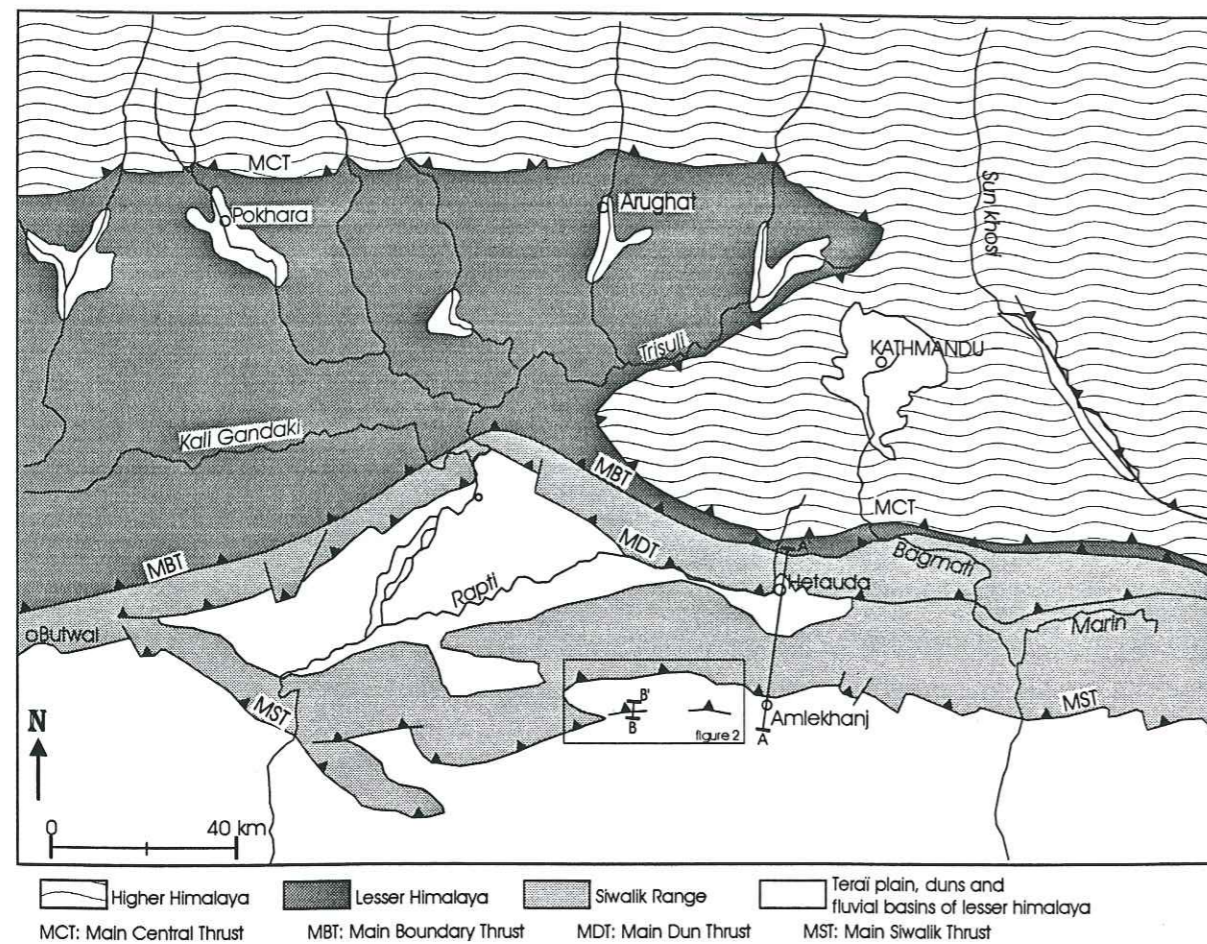 MCT
Pokhara
Arughat
Sun khosi
Trisuli
KATHMANDU
Kali Gandaki
MBT
MCT
MBT
A'
Bagmati
MDT
Hetauda
Rapti
Marin
oButwal
MST
B'
B
figure 2
Amlekhanj
A
MST
N
0 40 km
Higher Himalaya
Lesser Himalaya
Siwalik Range
Teraï plain, duns and
fluvial basins of lesser himalaya
MCT: Main Central Thrust
MBT: Main Boundary Thrust
MDT: Main Dun Thrust
MST: Main Siwalik Thrust